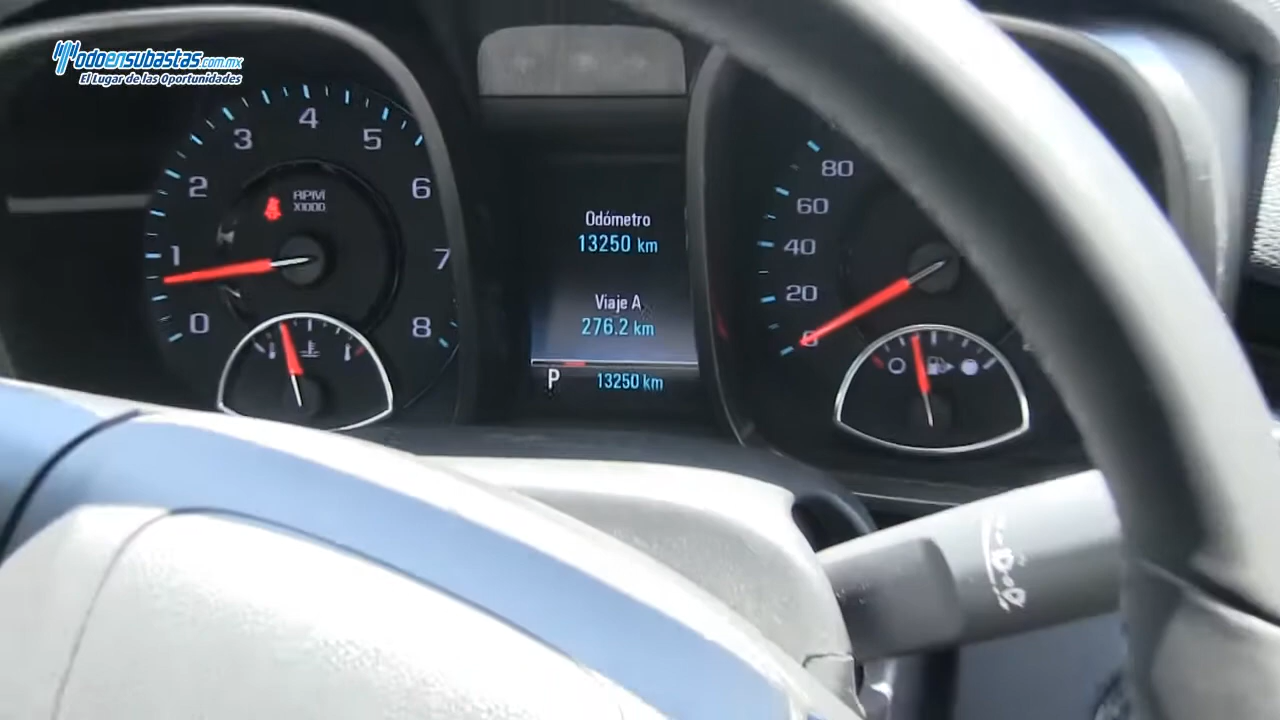 Todoensubastas.com.mx
El Lugar de las Oportunidades
0
1
2
3
4
5
6
7
8
RPM
X1000
Odómetro
13250 km
Viaje A
276.2 km
P 13250 km
0
20
40
60
80